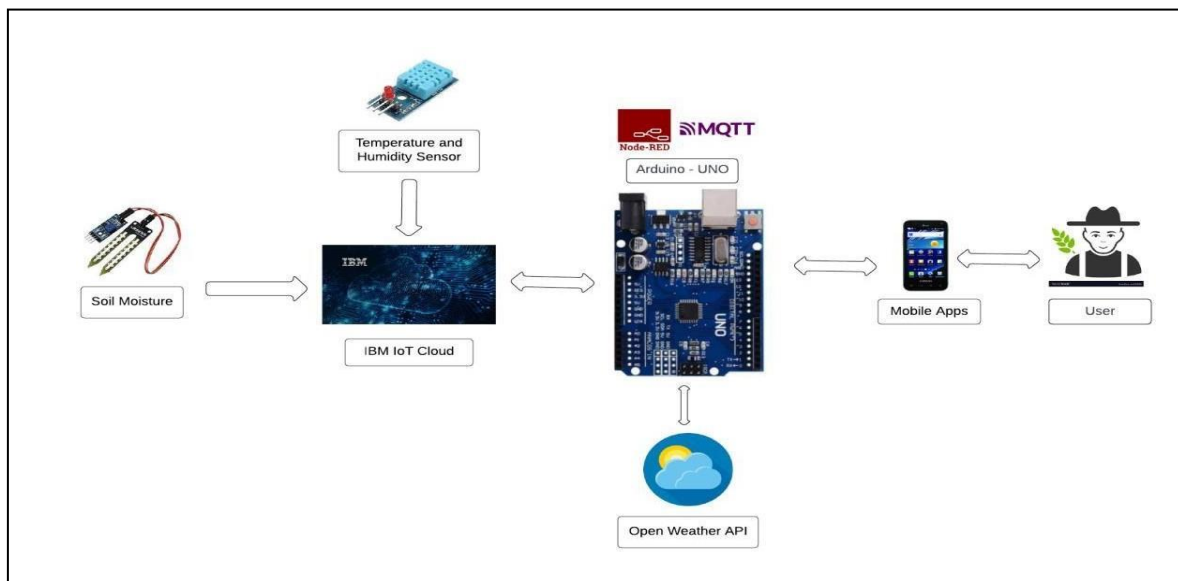 Temperature and
Humidity Sensor
Node-RED
MQTT
Arduino - UNO
Soil Moisture
IBM
IBM IoT Cloud
UNO
Mobile Apps
User
Open Weather API